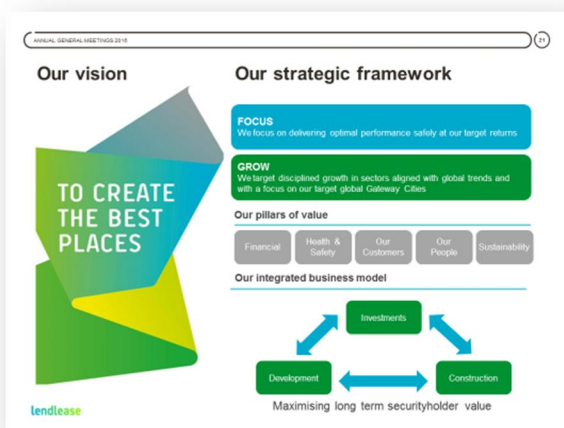 ANNUAL GENERAL MEETINGS 2018
21
Our vision
TO CREATE
THE BEST
PLACES
Our strategic framework
FOCUS
We focus on delivering optimal performance safely at our target returns
GROW
We target disciplined growth in sectors aligned with global trends and
with a focus on our target global Gateway Cities
Our pillars of value
Financial
Health &
Safety
Our
Customers
Our
People
Sustainability
Our integrated business model
Investments
Development
Construction
Maximising long term securityholder value
lendlease